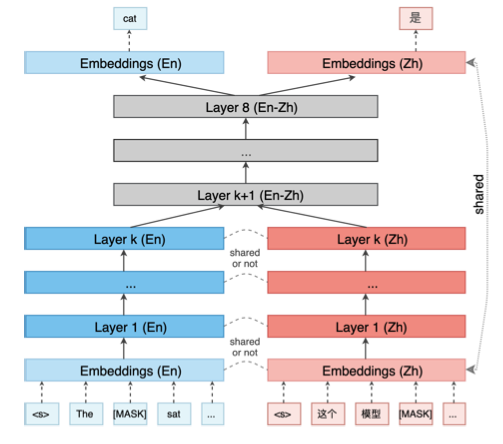 cat
是
Embeddings (En)
Embeddings (Zh)
Layer 8 (En-Zh)
...
Layer k+1 (En-Zh)
shared
Layer k (En)
Layer k (Zh)
shared
or not
...
...
Layer 1 (En)
Layer 1 (Zh)
shared
or not
Embeddings (En)
Embeddings (Zh)
<s> The [MASK] sat ...
<s> 这个 模型 [MASK] ...